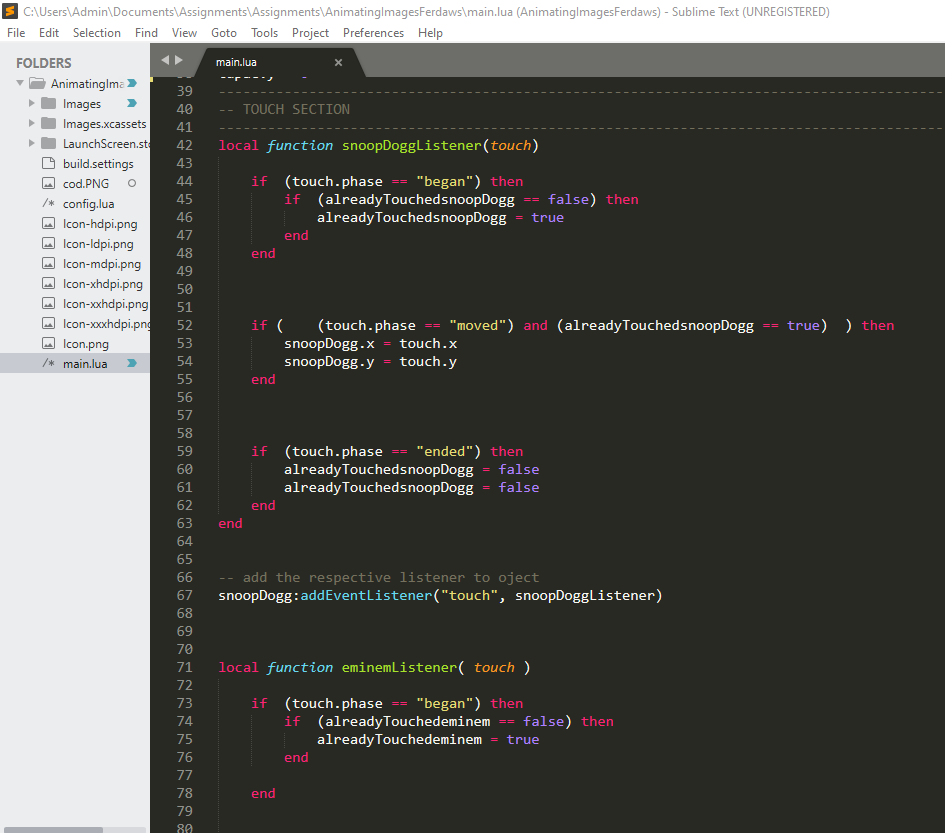 C:\Users\Admin\Documents\Assignments\Assignments\AnimatingImagesFerdaws\main.lua (AnimatingImagesFerdaws) - Sublime Text (UNREGISTERED)
File Edit Selection Find View Goto Tools Project Preferences Help
FOLDERS
AnimatingIma
Images
Images.xcassets
LaunchScreen.sto
build.settings
cod.PNG
config.lua
Icon-hdpi.png
Icon-ldpi.png
Icon-mdpi.png
Icon-xhdpi.png
Icon-xxhdpi.png
Icon-xxxhdpi.png
Icon.png
main.lua
main.lua
39 ----------------------------------------------------------------------------------------
40 -- TOUCH SECTION
41 ----------------------------------------------------------------------------------------
42 local function snoopDoggListener(touch)
43
44 if (touch.phase == "began") then
45 if (alreadyTouchedsnoopDogg == false) then
46 alreadyTouchedsnoopDogg = true
47 end
48 end
49
50
51
52 if ( (touch.phase == "moved") and (alreadyTouchedsnoopDogg == true) ) then
53 snoopDogg.x = touch.x
54 snoopDogg.y = touch.y
55 end
56
57
58
59 if (touch.phase == "ended") then
60 alreadyTouchedsnoopDogg = false
61 alreadyTouchedsnoopDogg = false
62 end
63 end
64
65
66 -- add the respective listener to oject
67 snoopDogg:addEventListener("touch", snoopDoggListener)
68
69
70
71 local function eminemListener( touch )
72
73 if (touch.phase == "began") then
74 if (alreadyTouchedeminem == false) then
75 alreadyTouchedeminem = true
76 end
77
78 end
79
80